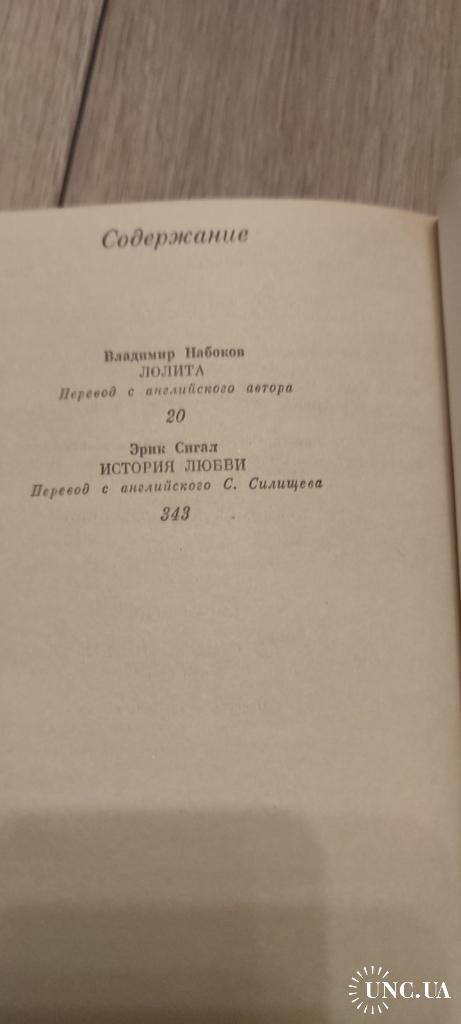 Содержание
Владимир Набоков
ЛОЛИТА
Перевод с английского автора
20
Эрик Сигал
ИСТОРИЯ ЛЮБВИ
Перевод с английского С. Силищева
343
UNC.UA